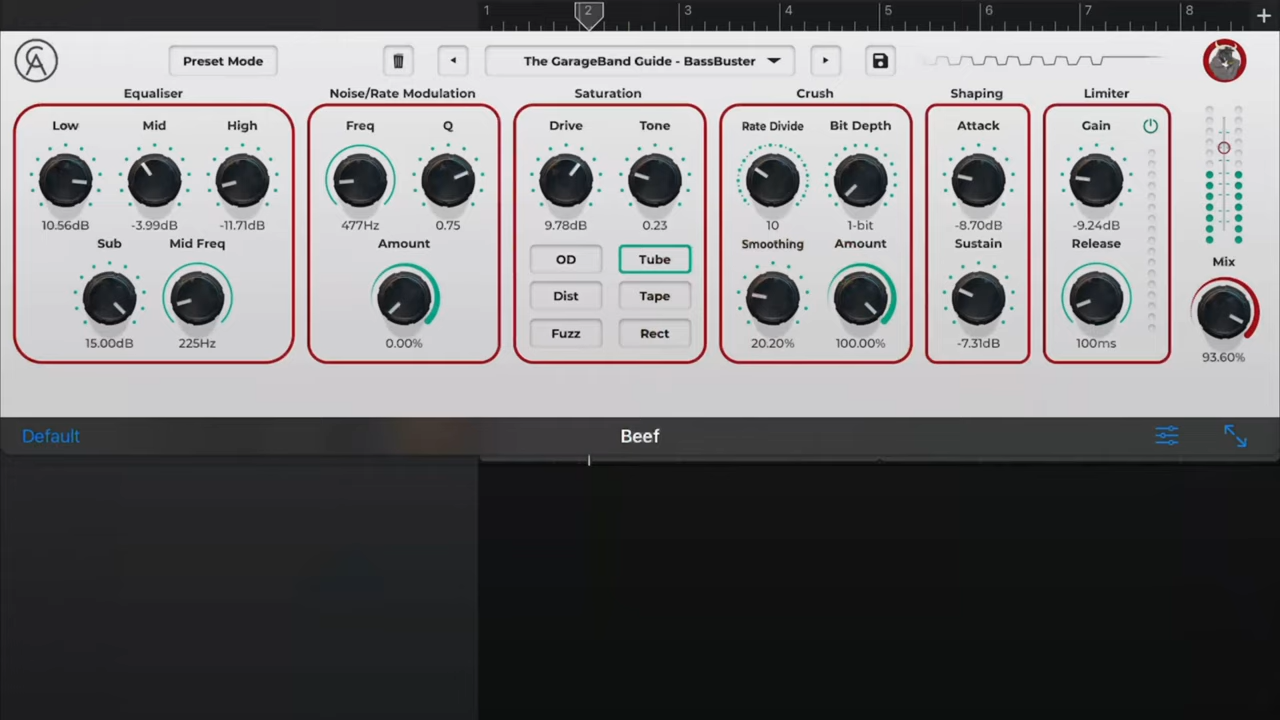 1 2 3 4 5 6 7 8
Preset Mode
The GarageBand Guide - BassBuster
Equaliser Noise/Rate Modulation Saturation Crush Shaping Limiter
Low Mid High Freq Q Drive Tone Rate Divide Bit Depth Attack Gain
10.56dB -3.99dB -11.71dB 477Hz 0.75 9.78dB 0.23 10 1-bit -8.70dB -9.24dB
Sub Mid Freq Amount OD Tube Smoothing Amount Sustain Release Mix
Dist Tape
Fuzz Rect
15.00dB 225Hz 0.00% 20.20% 100.00% -7.31dB 100ms 93.60%
Default Beef